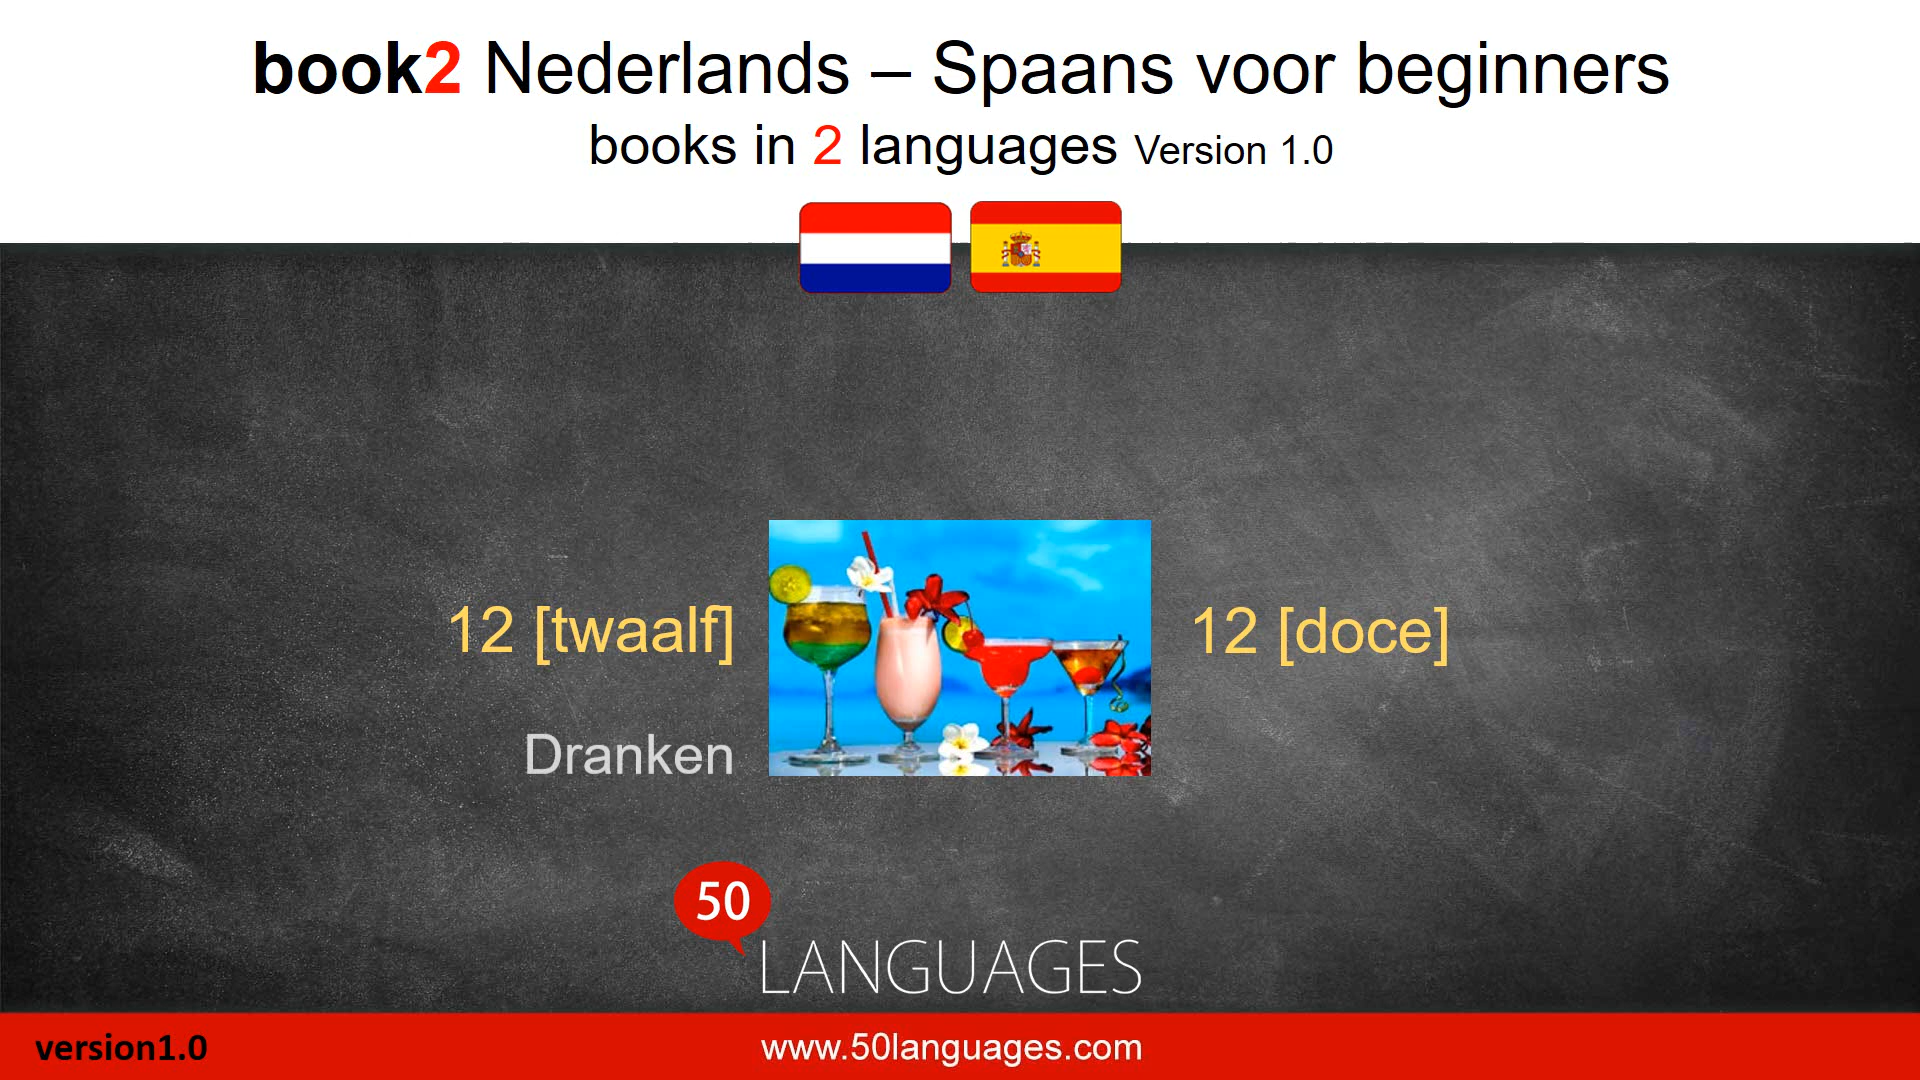 book2 Nederlands – Spaans voor beginners
books in 2 languages Version 1.0
12 [twaalf]
12 [doce]
Dranken
50
LANGUAGES
version1.0
www.50languages.com